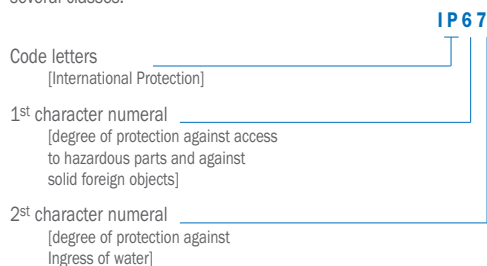 several classes.
IP67
Code letters
[International Protection]
1st character numeral
[degree of protection against access
to hazardous parts and against
solid foreign objects]
2st character numeral
[degree of protection against
Ingress of water]